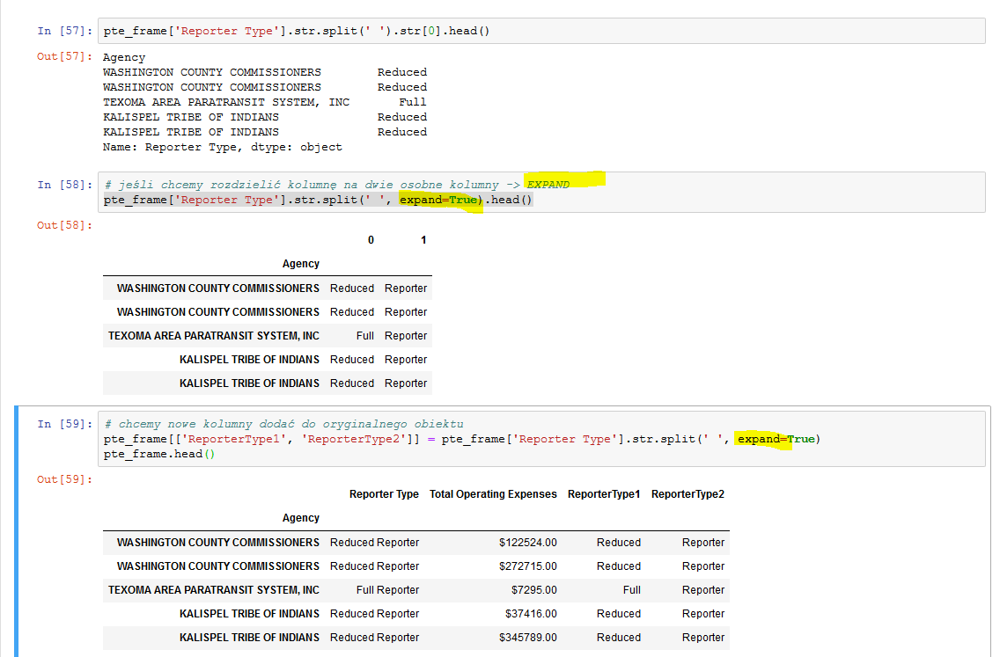 In [57]: pte_frame['Reporter Type'].str.split(' ').str[0].head()
Out[57]: Agency
WASHINGTON COUNTY COMMISSIONERS Reduced
WASHINGTON COUNTY COMMISSIONERS Reduced
TEXOMA AREA PARATRANSIT SYSTEM, INC Full
KALISPEL TRIBE OF INDIANS Reduced
KALISPEL TRIBE OF INDIANS Reduced
Name: Reporter Type, dtype: object
In [58]: # jeśli chcemy rozdzielić kolumnę na dwie osobne kolumny -> EXPAND
pte_frame['Reporter Type'].str.split(' ', expand=True).head()
Out[58]:
0 1
Agency
WASHINGTON COUNTY COMMISSIONERS Reduced Reporter
WASHINGTON COUNTY COMMISSIONERS Reduced Reporter
TEXOMA AREA PARATRANSIT SYSTEM, INC Full Reporter
KALISPEL TRIBE OF INDIANS Reduced Reporter
KALISPEL TRIBE OF INDIANS Reduced Reporter
In [59]: # chcemy nowe kolumny dodać do oryginalnego obiektu
pte_frame[['ReporterType1', 'ReporterType2']] = pte_frame['Reporter Type'].str.split(' ', expand=True)
pte_frame.head()
Out[59]:
Reporter Type Total Operating Expenses ReporterType1 ReporterType2
Agency
WASHINGTON COUNTY COMMISSIONERS Reduced Reporter $122524.00 Reduced Reporter
WASHINGTON COUNTY COMMISSIONERS Reduced Reporter $272715.00 Reduced Reporter
TEXOMA AREA PARATRANSIT SYSTEM, INC Full Reporter $7295.00 Full Reporter
KALISPEL TRIBE OF INDIANS Reduced Reporter $37416.00 Reduced Reporter
KALISPEL TRIBE OF INDIANS Reduced Reporter $345789.00 Reduced Reporter